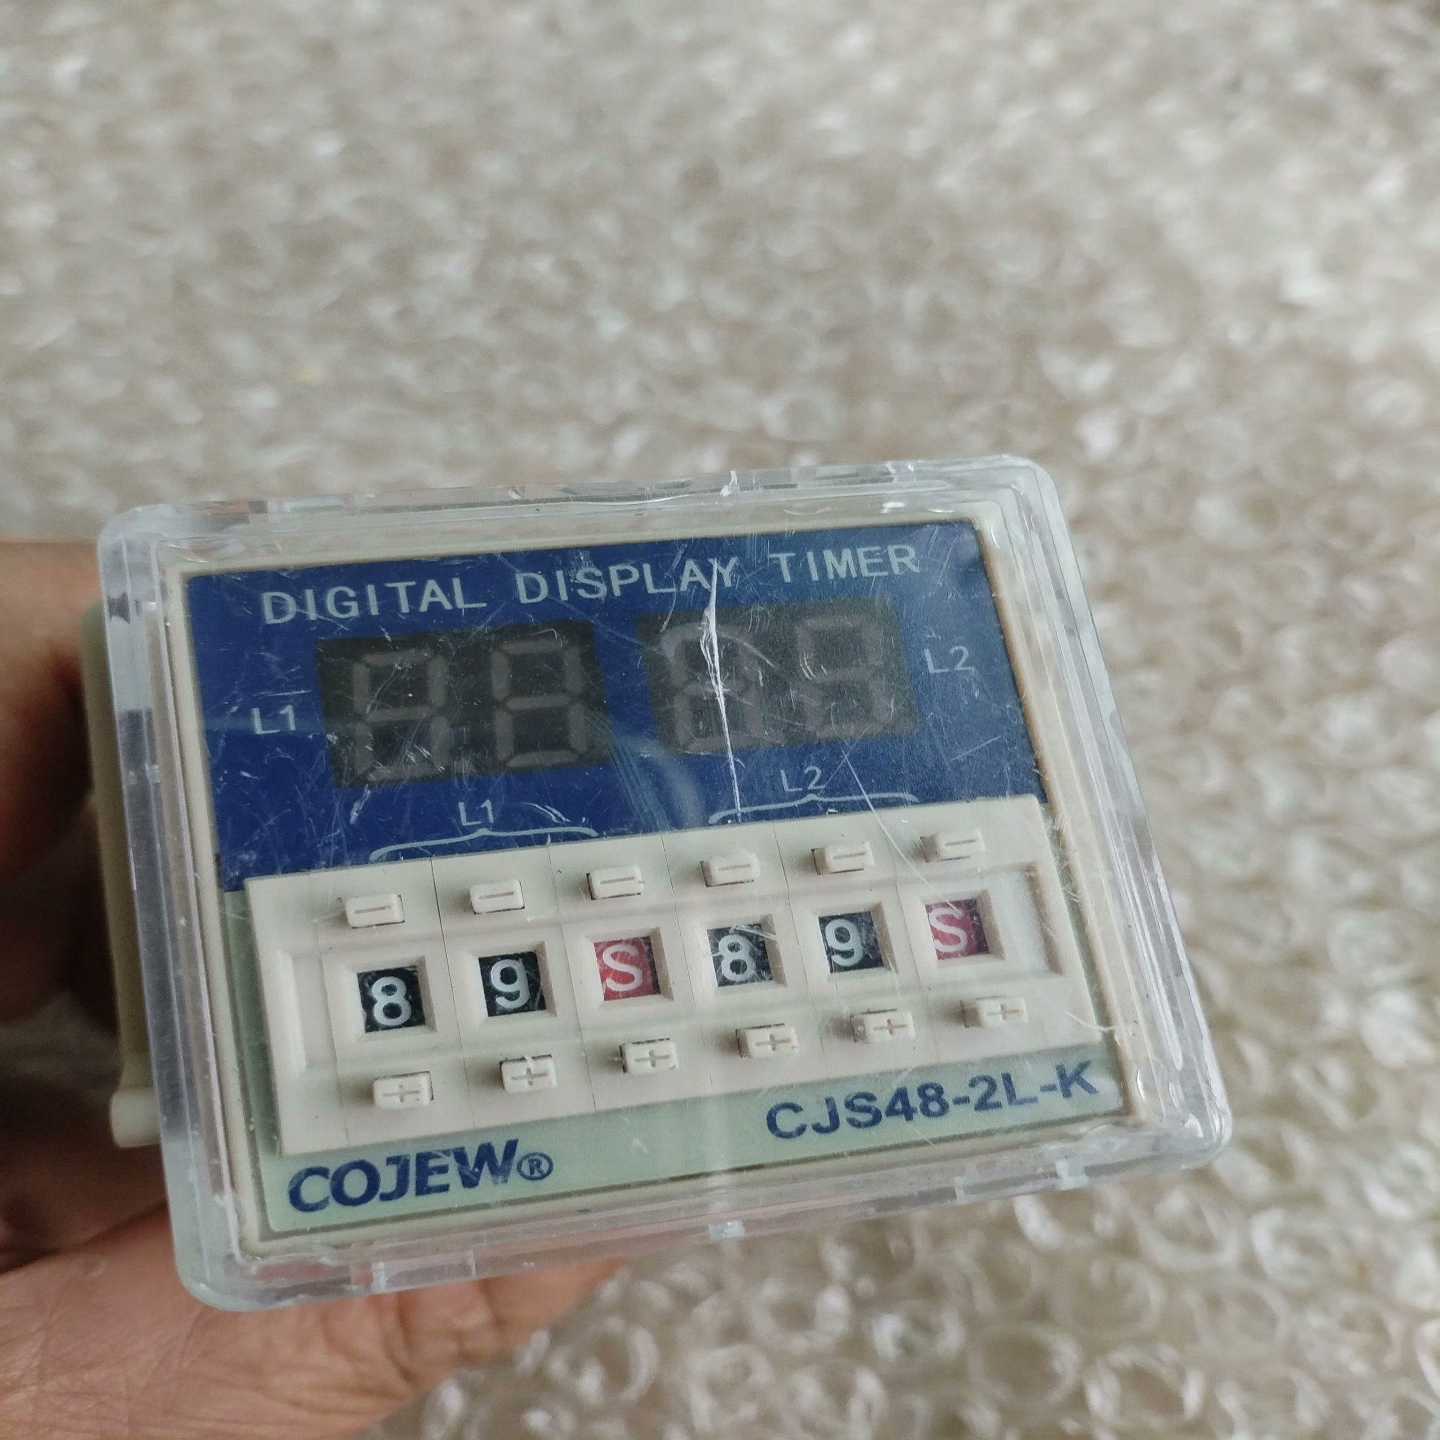 DIGITAL DISPLAY TIMER
L1
L2
L1 L2
8 9 S 8 9 S
CJS48-2L-K
COJEW®